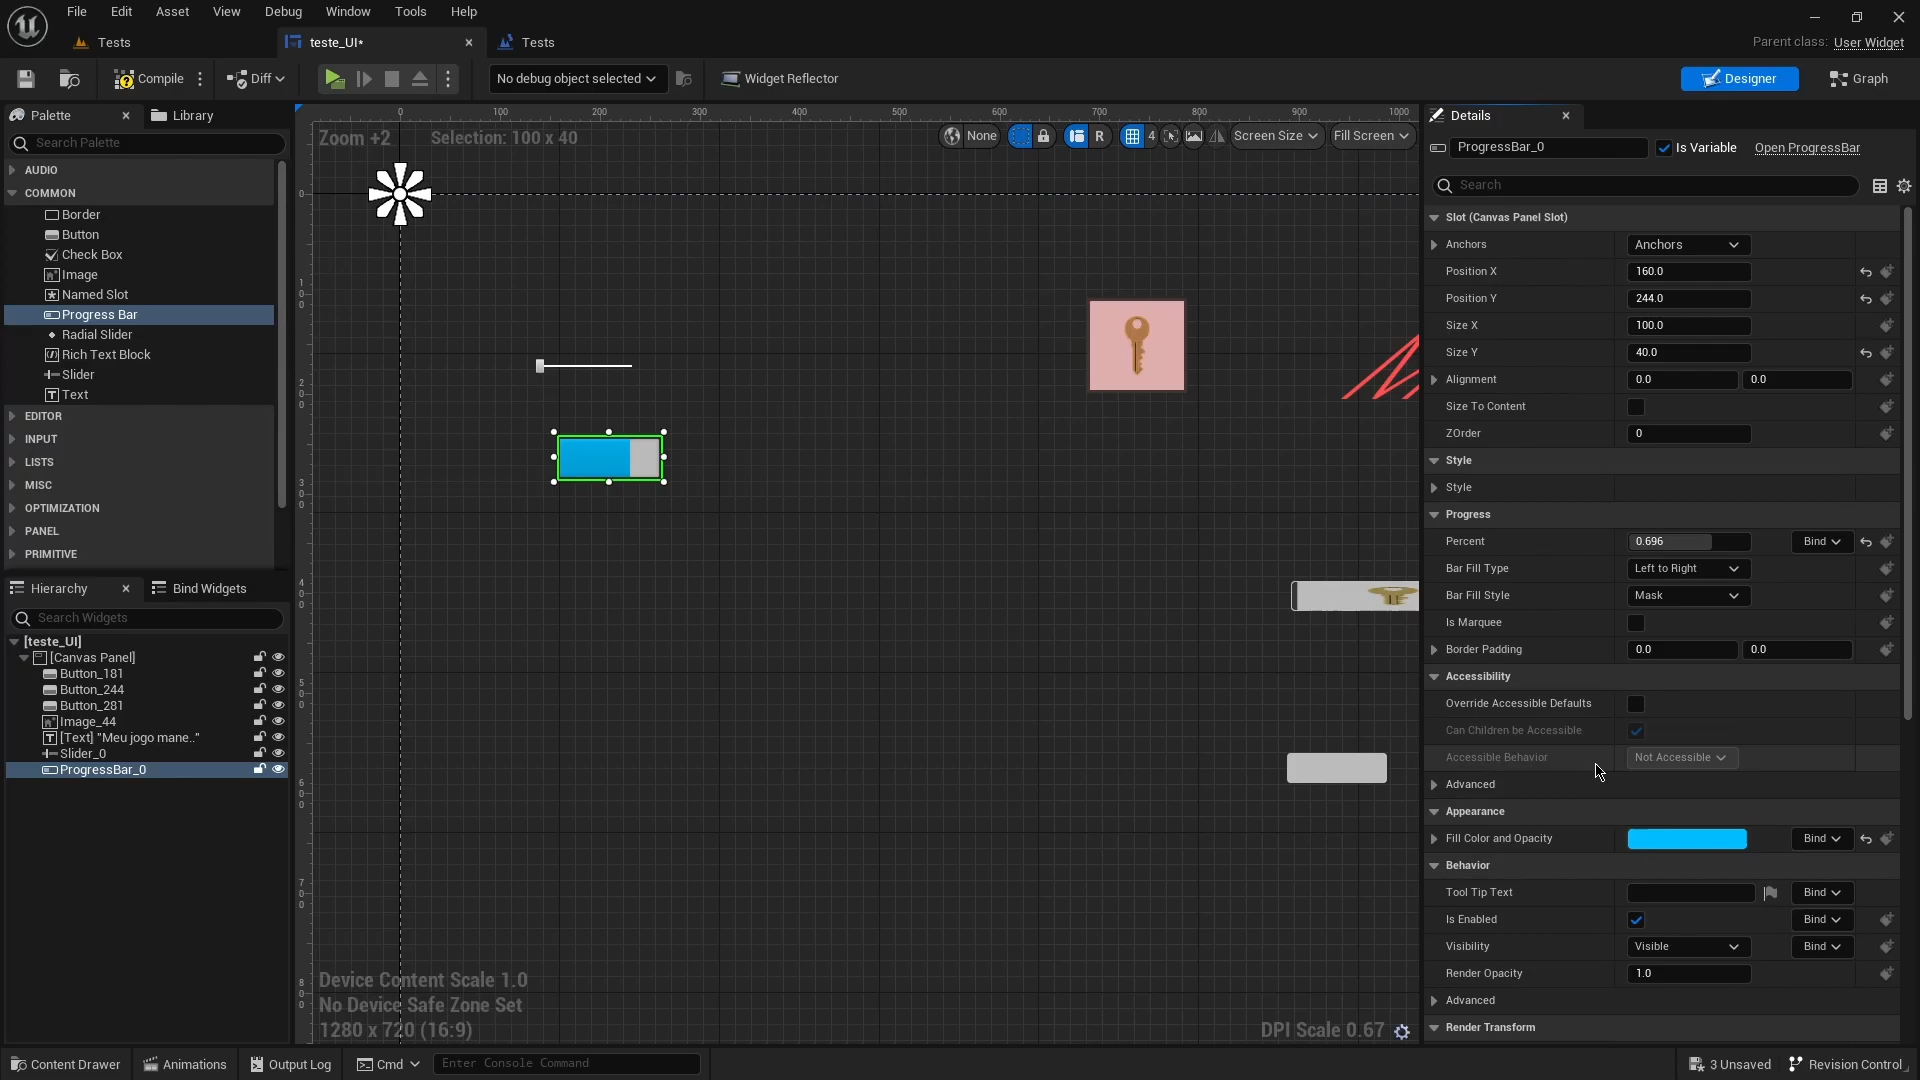 File Edit Asset View Debug Window Tools Help
Tests teste_UI* Tests Parent class: User Widget
Compile Diff No debug object selected Widget Reflector Designer Graph
Palette Library
Search Palette
AUDIO
COMMON
Border
Button
Check Box
Image
Named Slot
Progress Bar
Radial Slider
Rich Text Block
Slider
Text
EDITOR
INPUT
LISTS
MISC
OPTIMIZATION
PANEL
PRIMITIVE
Hierarchy Bind Widgets
Search Widgets
[teste_UI]
[Canvas Panel]
Button_181
Button_244
Button_281
Image_44
[Text] "Meu jogo mane.."
Slider_0
ProgressBar_0
0 100 200 300 400 500 600 700 800 900 1000
Zoom +2 Selection: 100 x 40 None R 4 Screen Size Fill Screen
0
100
200
300
400
500
600
700
800
Device Content Scale 1.0
No Device Safe Zone Set
1280 x 720 (16:9)
DPI Scale 0.67
Details
ProgressBar_0 Is Variable Open ProgressBar
Search
Slot (Canvas Panel Slot)
Anchors Anchors
Position X 160.0
Position Y 244.0
Size X 100.0
Size Y 40.0
Alignment 0.0 0.0
Size To Content
ZOrder 0
Style
Style
Progress
Percent 0.696 Bind
Bar Fill Type Left to Right
Bar Fill Style Mask
Is Marquee
Border Padding 0.0 0.0
Accessibility
Override Accessible Defaults
Can Children be Accessible
Accessible Behavior Not Accessible
Advanced
Appearance
Fill Color and Opacity Bind
Behavior
Tool Tip Text Bind
Is Enabled Bind
Visibility Visible Bind
Render Opacity 1.0
Advanced
Render Transform
Content Drawer Animations Output Log Cmd Enter Console Command 3 Unsaved Revision Control